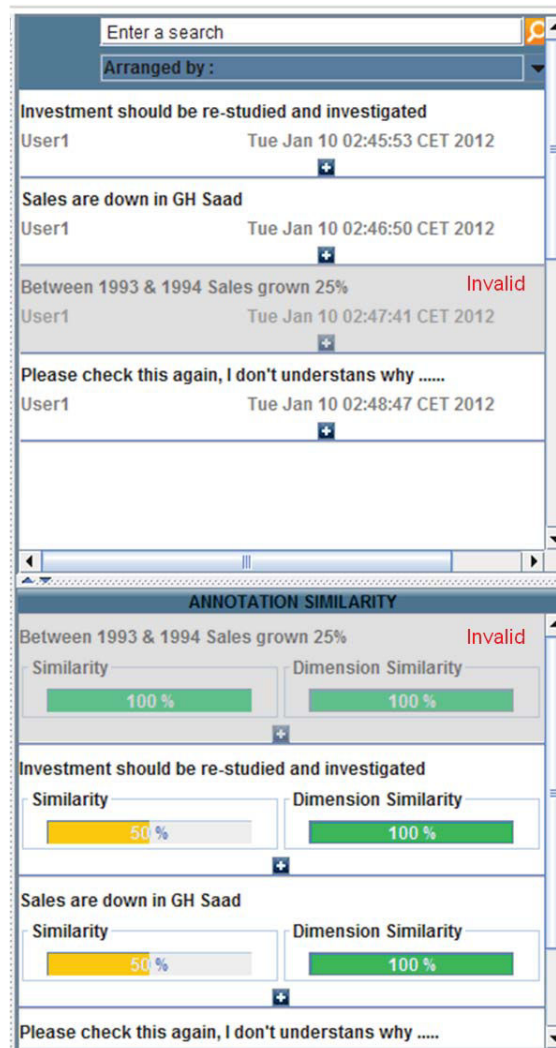 Enter a search
Arranged by :
Investment should be re-studied and investigated
User1 Tue Jan 10 02:45:53 CET 2012
Sales are down in GH Saad
User1 Tue Jan 10 02:46:50 CET 2012
Between 1993 & 1994 Sales grown 25% Invalid
User1 Tue Jan 10 02:47:41 CET 2012
Please check this again, I don't understans why ......
User1 Tue Jan 10 02:48:47 CET 2012
ANNOTATION SIMILARITY
Between 1993 & 1994 Sales grown 25% Invalid
Similarity Dimension Similarity
100 % 100 %
Investment should be re-studied and investigated
Similarity Dimension Similarity
50 % 100 %
Sales are down in GH Saad
Similarity Dimension Similarity
50 % 100 %
Please check this again, I don't understans why .....